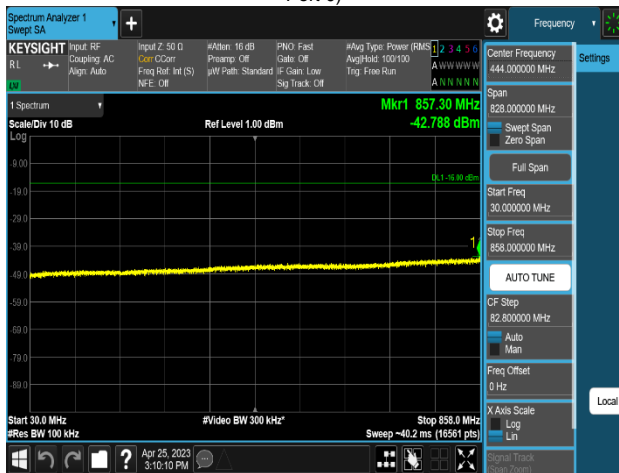 Spectrum Analyzer 1
Swept SA
+
Frequency
KEYSIGHT
Input: RF
Coupling: AC
Align: Auto
Input Z: 50 Ω
Corr CCorr
Freq Ref: Int (S)
NFE: Off
#Atten: 16 dB
Preamp: Off
µW Path: Standard
PNO: Fast
Gate: Off
IF Gain: Low
Sig Track: Off
#Avg Type: Power (RMS
Avg|Hold: 100/100
Trig: Free Run
1 2 3 4 5 6
A W W W W W
A N N N N N
R L
LW
1 Spectrum
Scale/Div 10 dB
Log
Ref Level 1.00 dBm
Mkr1 857.30 MHz
-42.788 dBm
DL1 -16.00 dBm
1
-9.00
-19.0
-29.0
-39.0
-49.0
-59.0
-69.0
-79.0
-89.0
Start 30.0 MHz
#Res BW 100 kHz
#Video BW 300 kHz*
Stop 858.0 MHz
Sweep ~40.2 ms (16561 pts)
Apr 25, 2023
3:10:10 PM
?
Center Frequency
444.000000 MHz
Settings
Span
828.000000 MHz
Swept Span
Zero Span
Full Span
Start Freq
30.000000 MHz
Stop Freq
858.000000 MHz
AUTO TUNE
CF Step
82.800000 MHz
Auto
Man
Freq Offset
0 Hz
Local
X Axis Scale
Log
Lin
Signal Track
(Span Zoom)